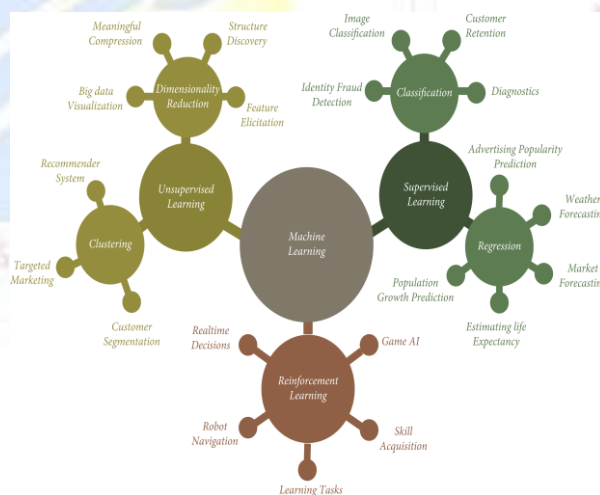 Meaningful
Compression
Structure
Discovery
Big data
Visualization
Dimensionality
Reduction
Feature
Elicitation
Recommender
System
Unsupervised
Learning
Clustering
Targeted
Marketing
Customer
Segmentation
Machine
Learning
Image
Classification
Customer
Retention
Identity Fraud
Detection
Classification
Diagnostics
Supervised
Learning
Advertising Popularity
Prediction
Weather
Forecasting
Regression
Market
Forecasting
Population
Growth Prediction
Estimating life
Expectancy
Realtime
Decisions
Game AI
Reinforcement
Learning
Robot
Navigation
Skill
Acquisition
Learning Tasks